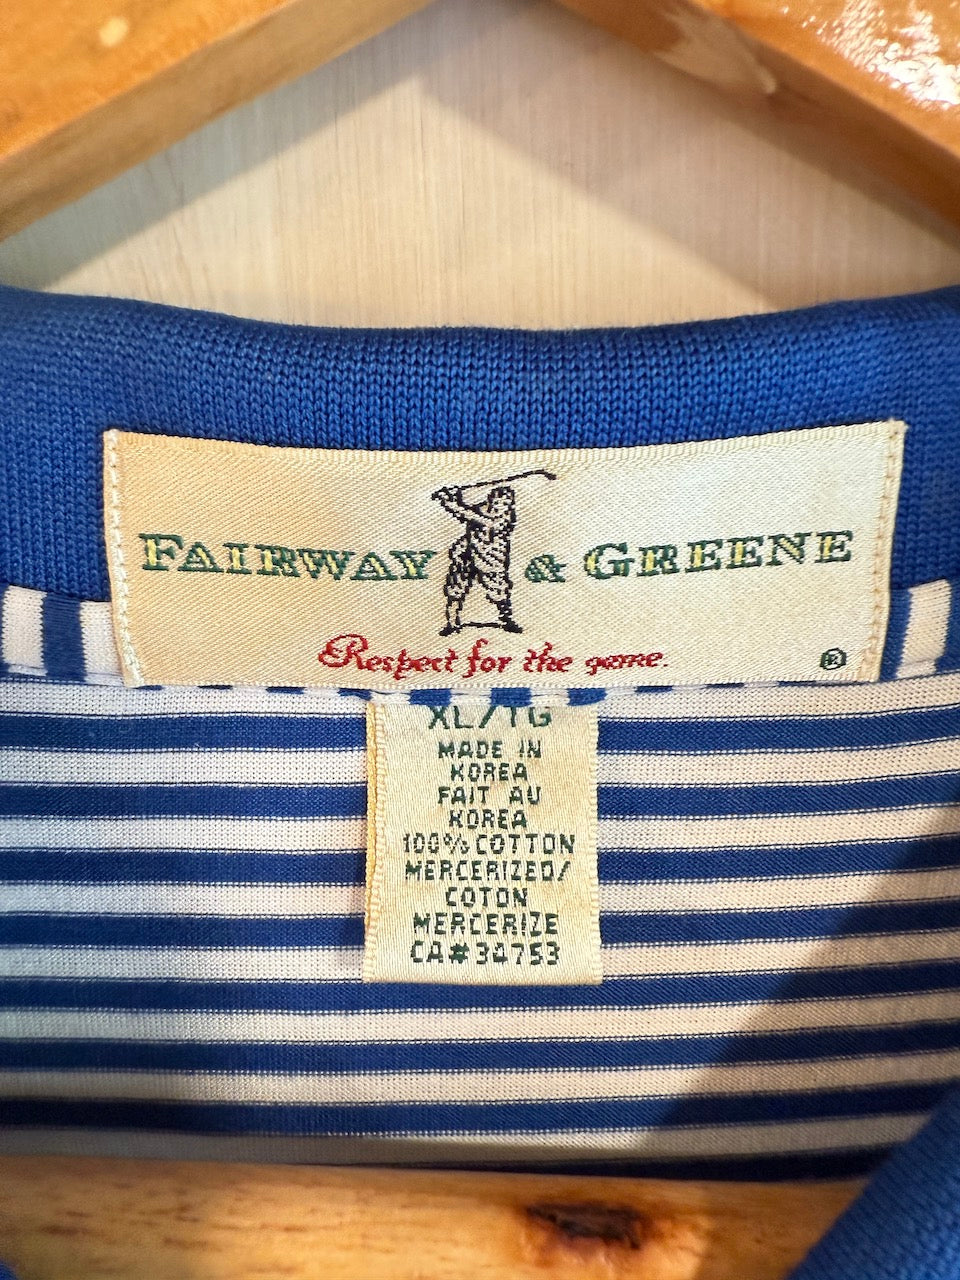 FAIRWAY & GREENE
Respect for the game.
®
XL/TG
MADE IN
KOREA
FAIT AU
KOREA
100% COTTON
MERCERIZED/
COTON
MERCERIZE
CA# 30753